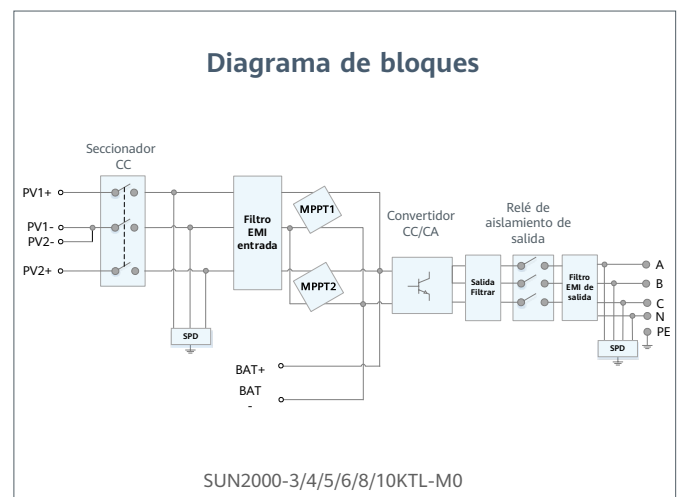 Diagrama de bloques
Seccionador
CC
PV1+
PV1-
PV2-
PV2+
Filtro
EMI
entrada
MPPT1
MPPT2
Convertidor
CC/CA
Salida
Filtrar
Relé de
aislamiento de
salida
Filtro
EMI de
salida
A
B
C
N
PE
SPD
SPD
BAT+
BAT
-
SUN2000-3/4/5/6/8/10KTL-M0